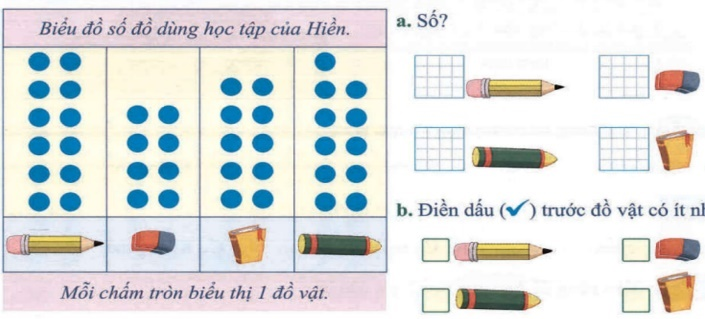 Biểu đồ số đồ dùng học tập của Hiền.
Mỗi chấm tròn biểu thị 1 đồ vật.
a. Số?
b. Điền dấu (✓) trước đồ vật có ít